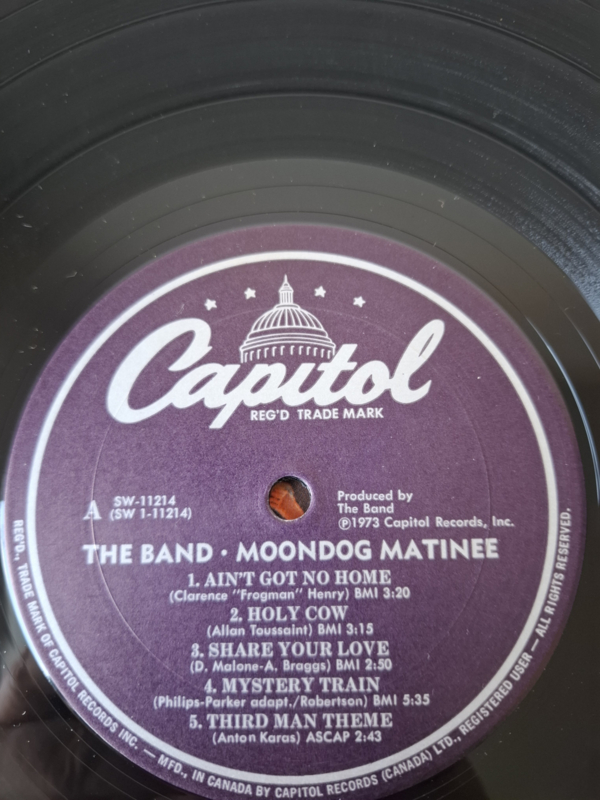 Capitol
REG'D TRADE MARK
A
SW-11214
(SW 1-11214)
Produced by
The Band
Ⓟ1973 Capitol Records, Inc.
THE BAND · MOONDOG MATINEE
1. AIN'T GOT NO HOME
(Clarence "Frogman" Henry) BMI 3:20
2. HOLY COW
(Allan Toussaint) BMI 3:15
3. SHARE YOUR LOVE
(D. Malone-A. Braggs) BMI 2:50
4. MYSTERY TRAIN
(Philips-Parker adapt./Robertson) BMI 5:35
5. THIRD MAN THEME
(Anton Karas) ASCAP 2:43
REG'D., TRADE MARK OF CAPITOL RECORDS INC. — MFD., IN CANADA BY CAPITOL RECORDS (CANADA) LTD., REGISTERED USER — ALL RIGHTS RESERVED.